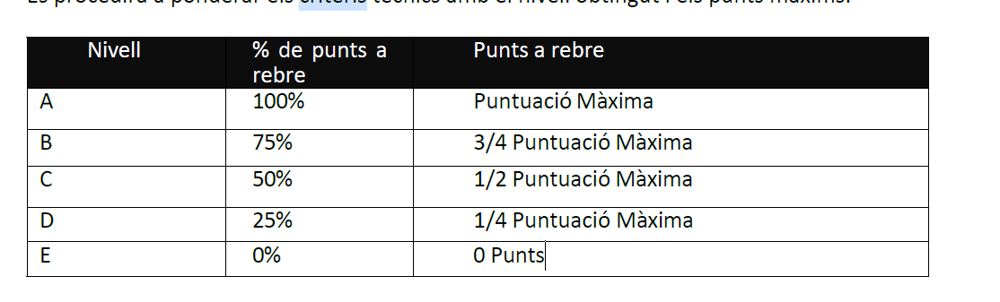 Es procedirà a ponderar els criteris tècnics amb el nivell obtingut i els punts màxims.
Nivell % de punts a rebre Punts a rebre
A 100% Puntuació Màxima
B 75% 3/4 Puntuació Màxima
C 50% 1/2 Puntuació Màxima
D 25% 1/4 Puntuació Màxima
E 0% 0 Punts